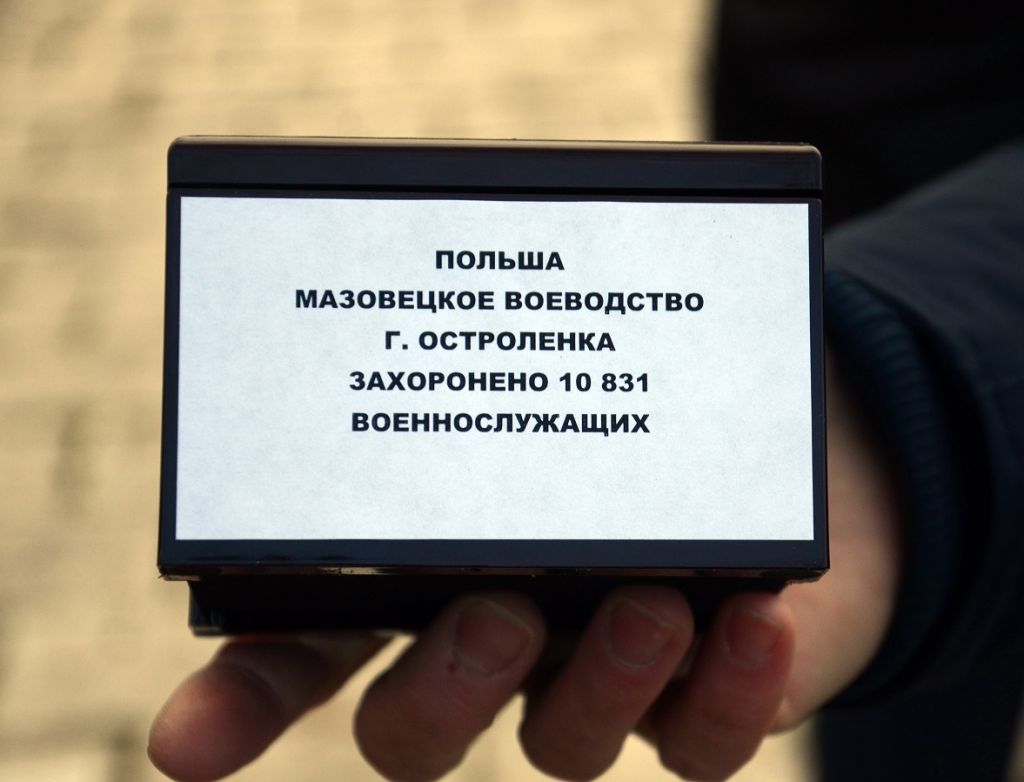 ПОЛЬША
МАЗОВЕЦКОЕ ВОЕВОДСТВО
Г. ОСТРОЛЕНКА
ЗАХОРОНЕНО 10 831
ВОЕННОСЛУЖАЩИХ